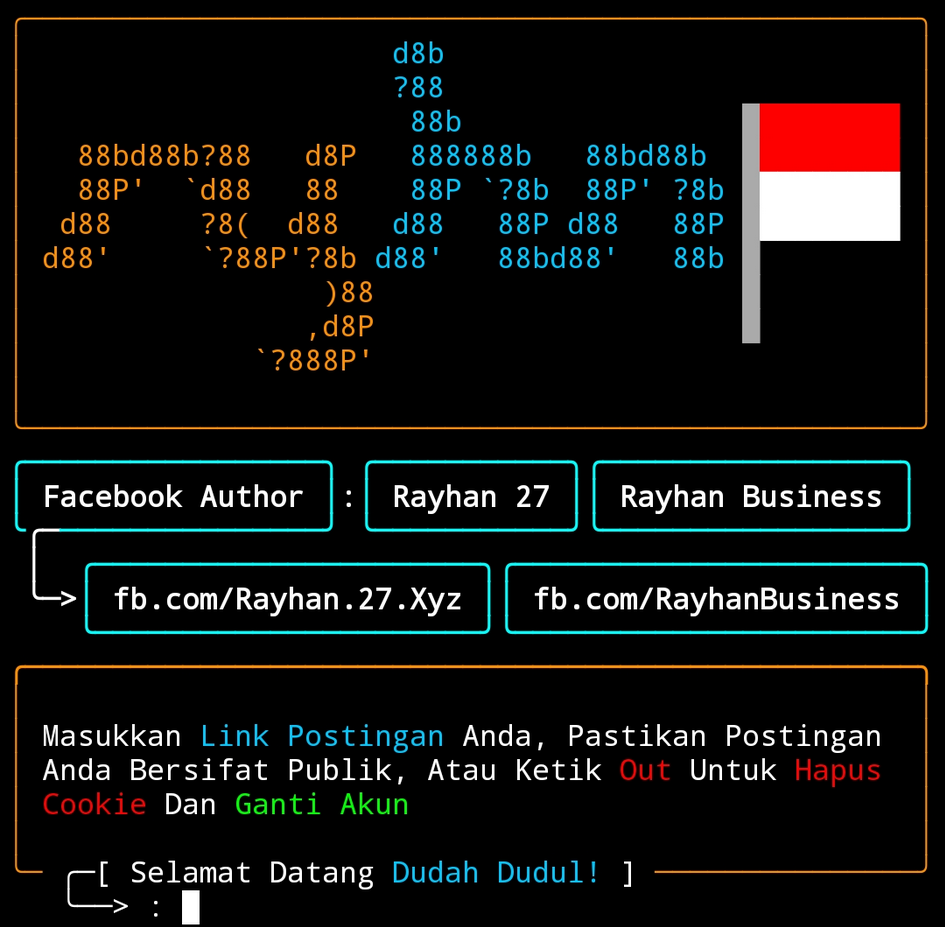 d8b
?88
88b
88bd88b?88   d8P   888888b   88bd88b
88P'  `d88   88    88P `?8b  88P' ?8b
d88     ?8(  d88   d88   88P d88   88P
d88'     `?88P'?8b d88'   88bd88'   88b
)88
,d8P
`?888P'
Facebook Author : Rayhan 27 Rayhan Business
> fb.com/Rayhan.27.Xyz fb.com/RayhanBusiness
Masukkan Link Postingan Anda, Pastikan Postingan
Anda Bersifat Publik, Atau Ketik Out Untuk Hapus
Cookie Dan Ganti Akun
[ Selamat Datang Dudah Dudul! ]
> :